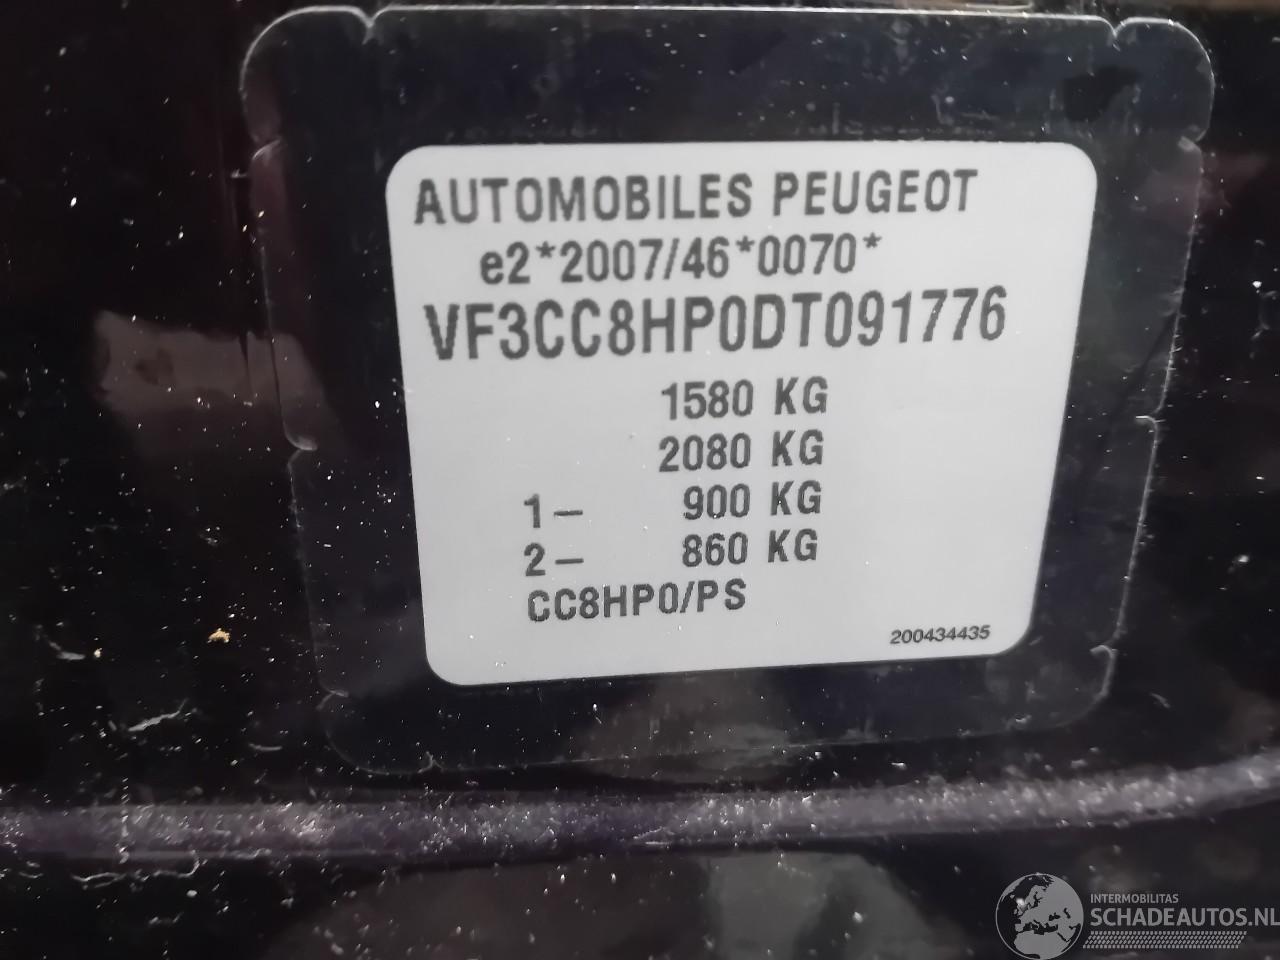 AUTOMOBILES PEUGEOT
e2*2007/46*0070*
VF3CC8HP0DT091776
1580 KG
2080 KG
1- 900 KG
2- 860 KG
CC8HP0/PS
200434435
INTERMOBILITAS
SCHADEAUTOS.NL